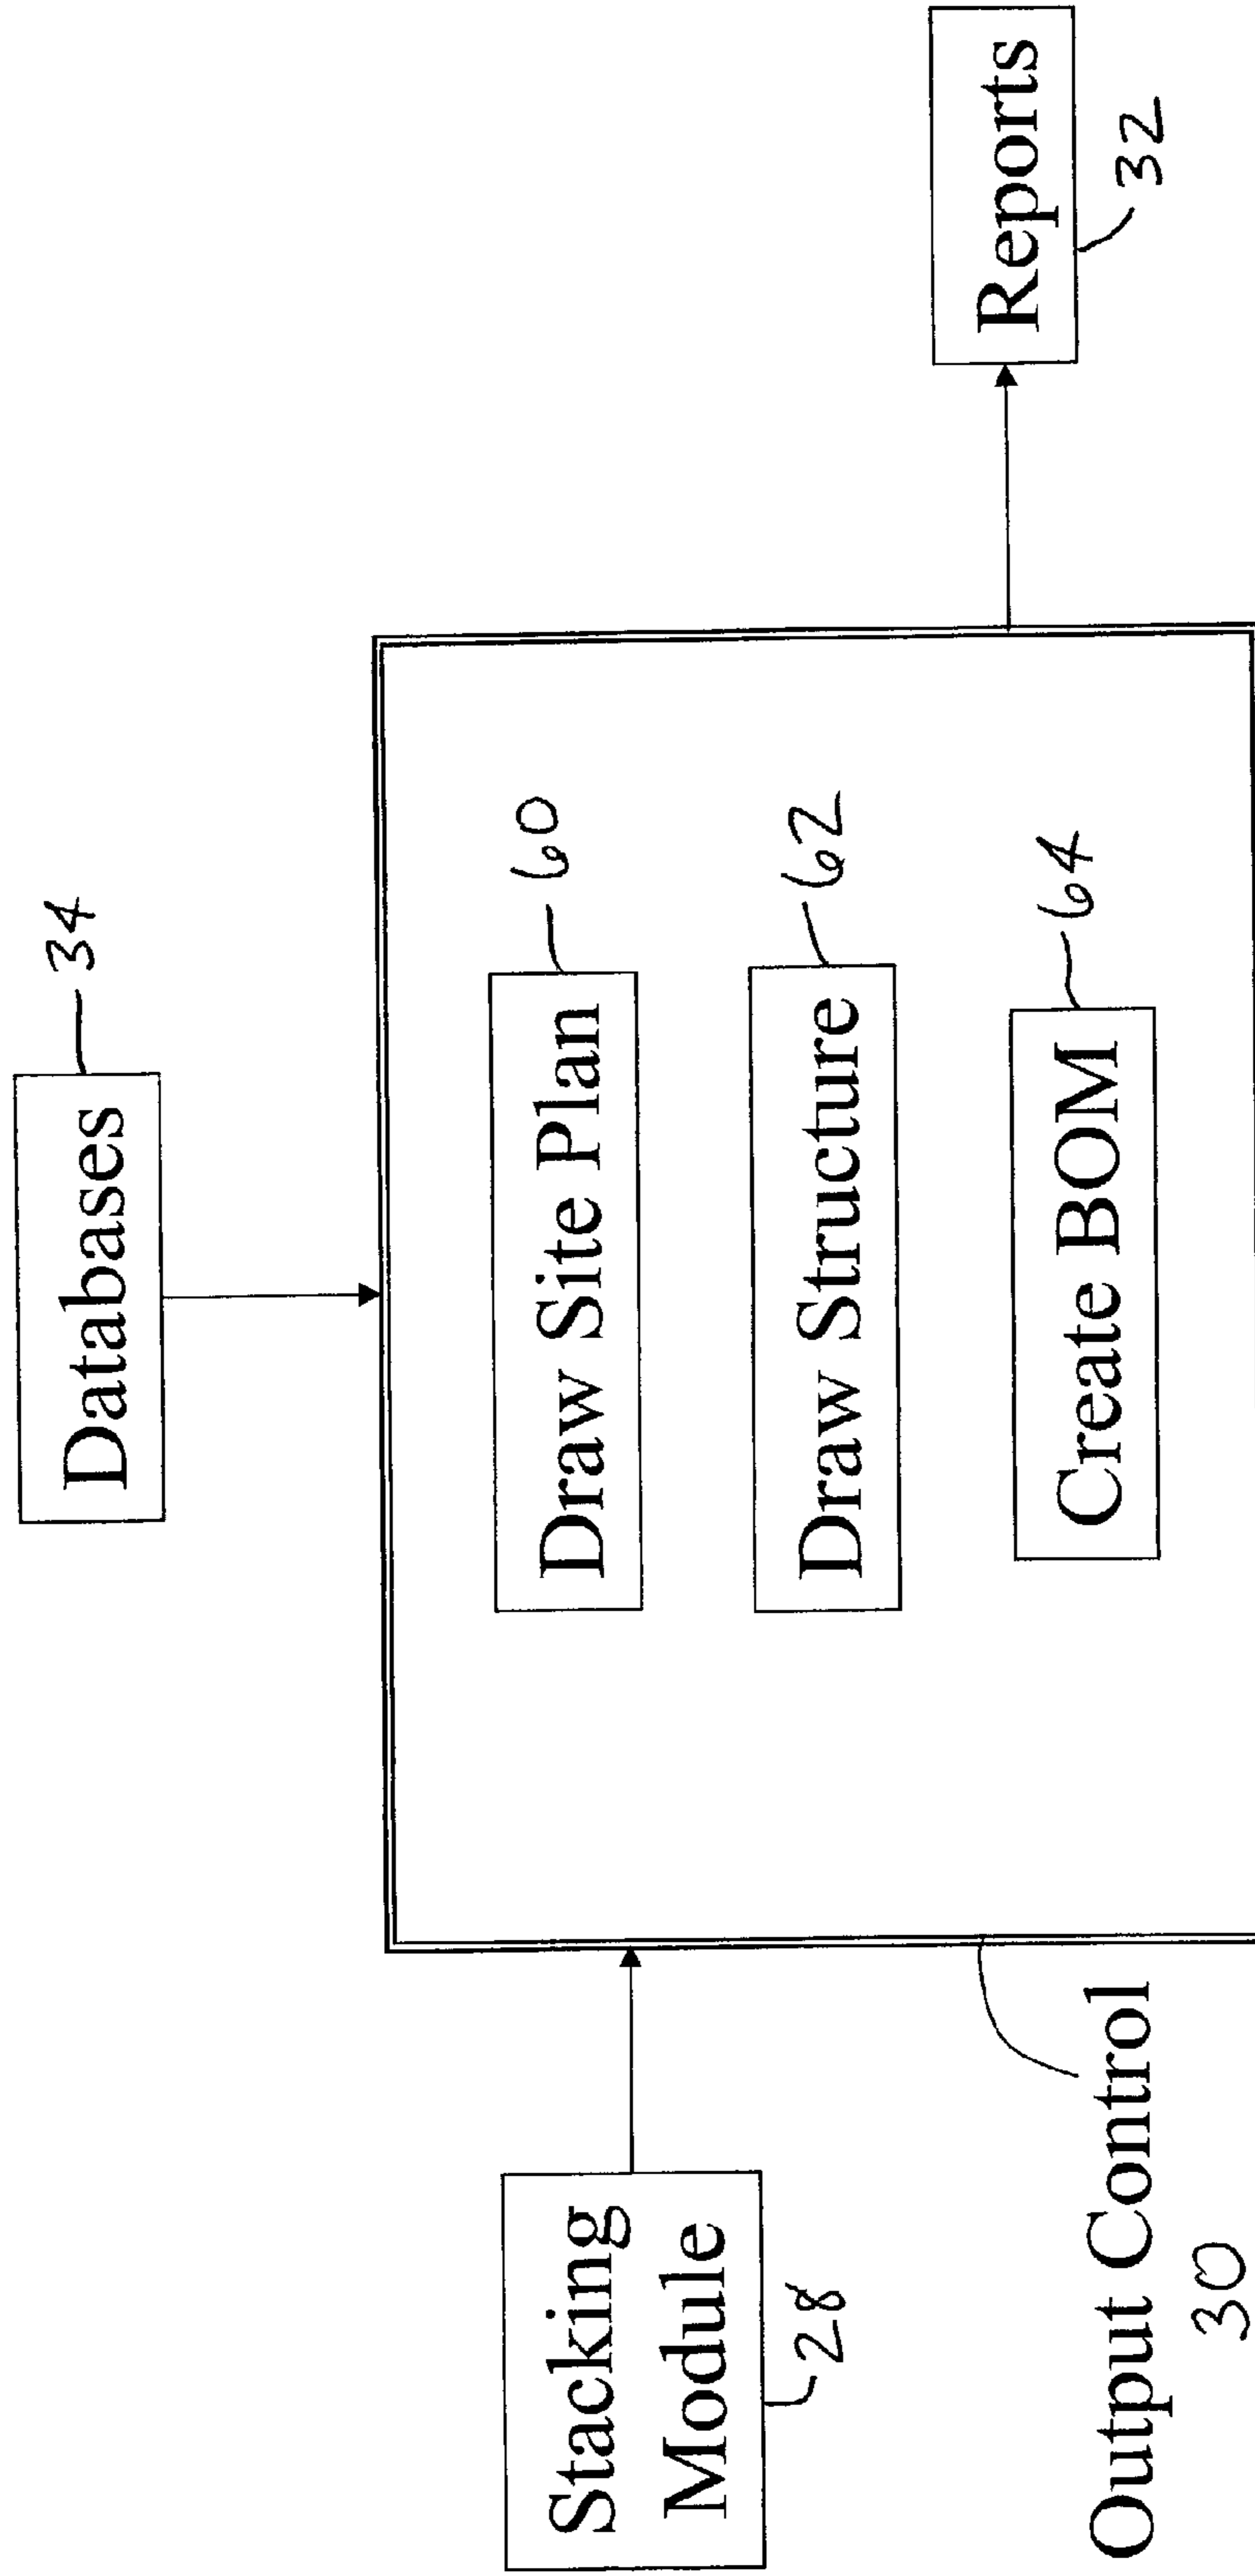 Databases
34
Draw Site Plan
60
Stacking
Module
28
Draw Structure
62
Reports
32
Create BOM
64
Output Control
30